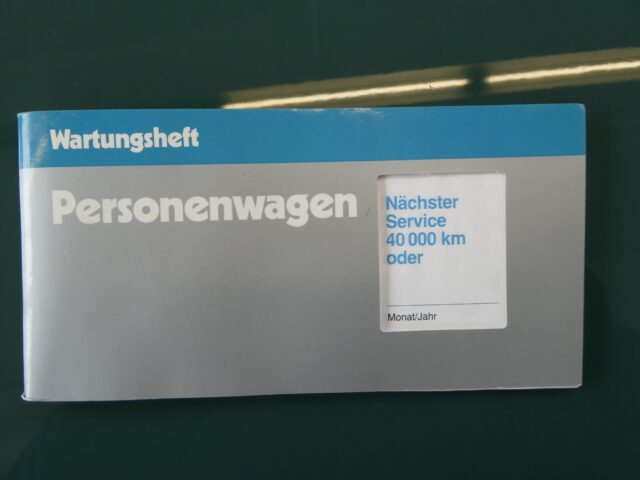 Wartungsheft
Personenwagen
Nächster
Service
40 000 km
oder
Monat/Jahr